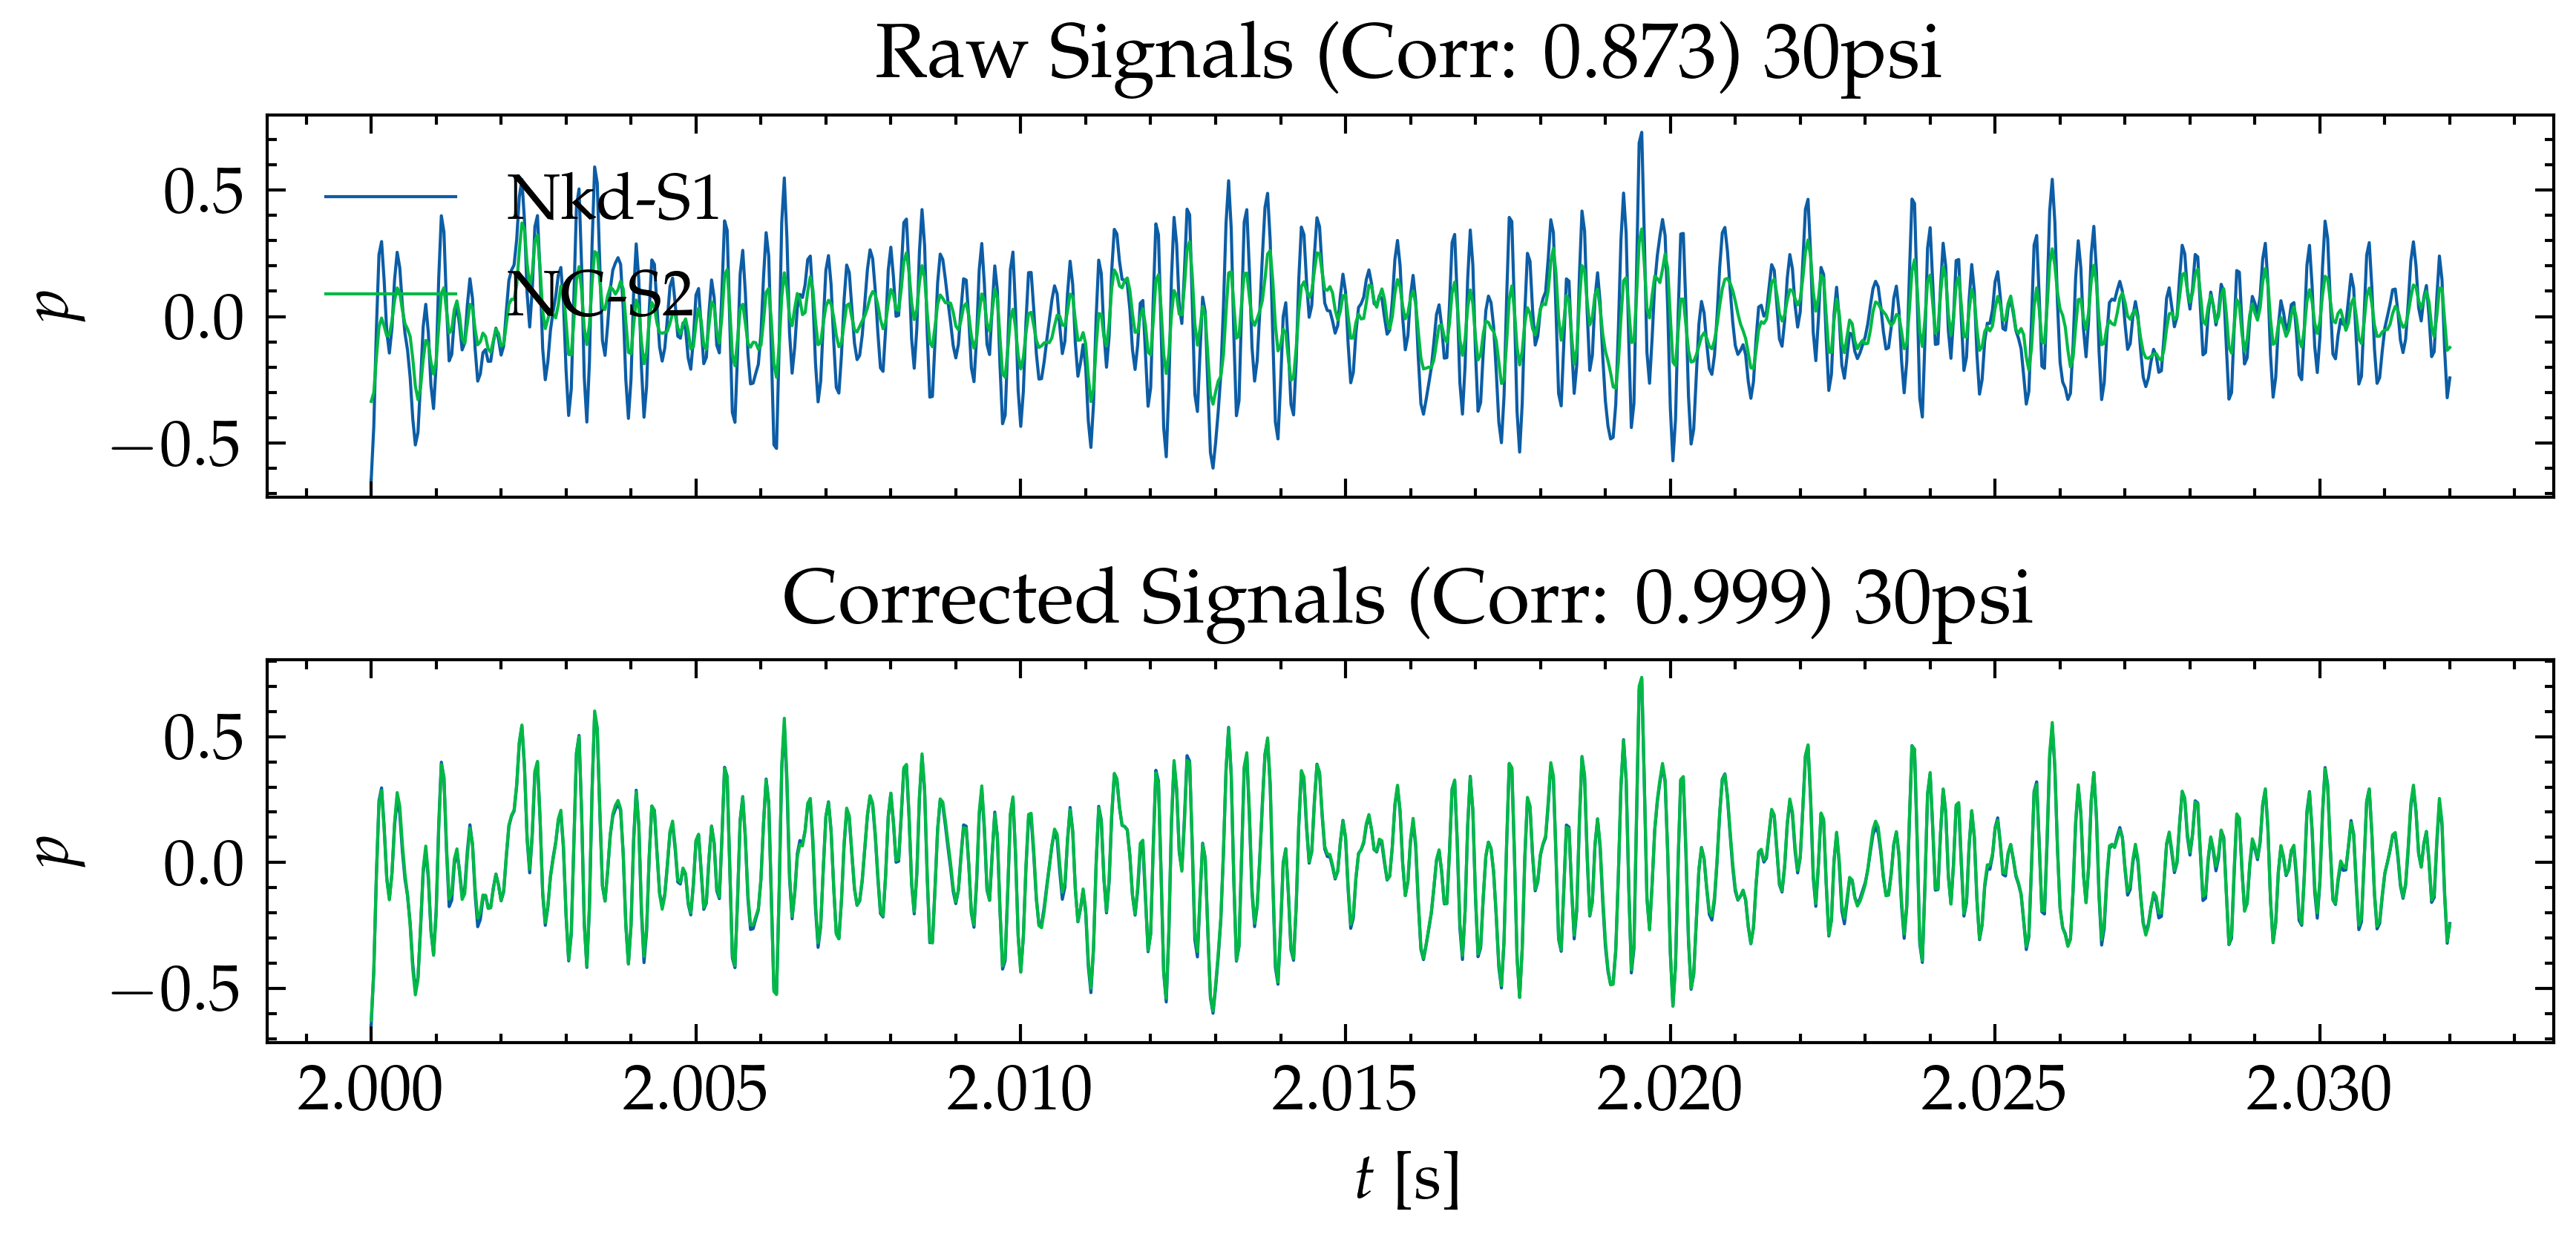 Raw Signals (Corr: 0.873) 30psi
0.5
0.0
−0.5
p
Nkd-S1
NC-S2
Corrected Signals (Corr: 0.999) 30psi
0.5
0.0
−0.5
p
2.000 2.005 2.010 2.015 2.020 2.025 2.030
t [s]